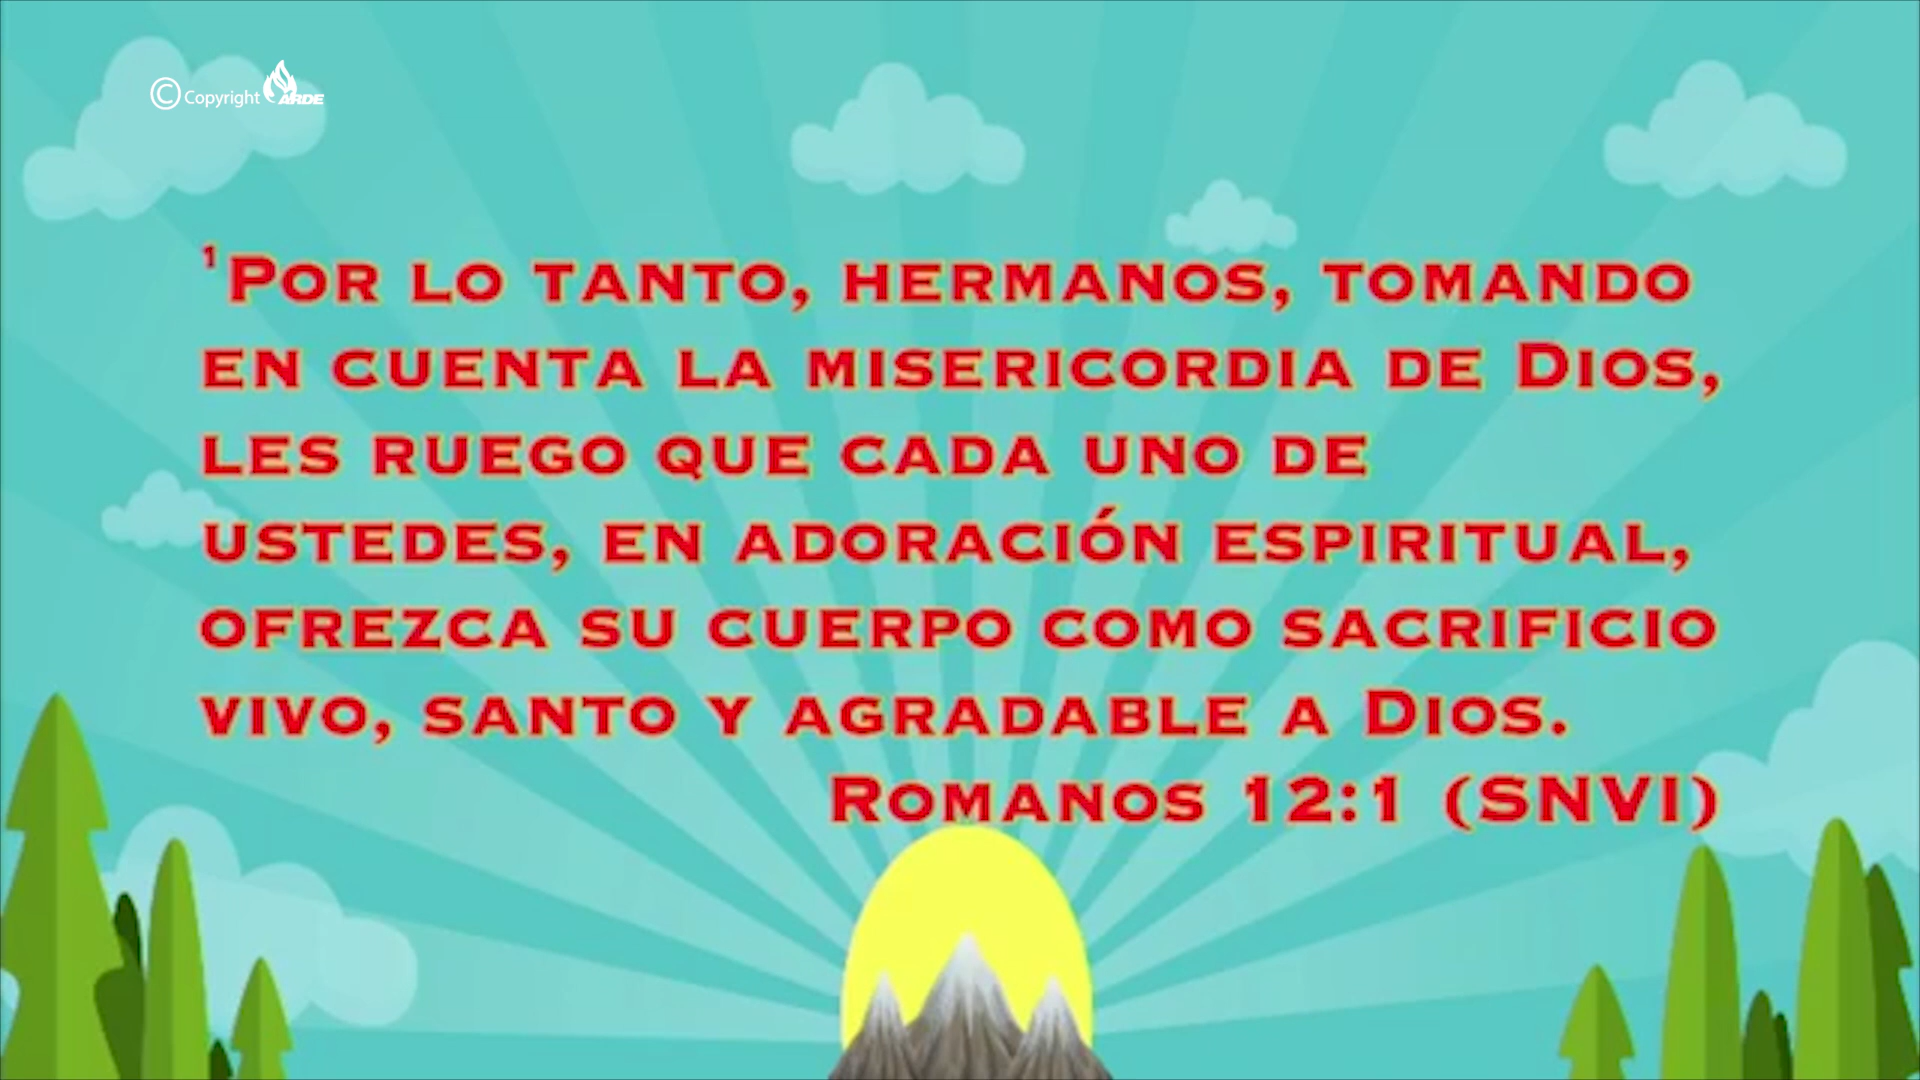 © Copyright ARDE
¹Por lo tanto, hermanos, tomando
en cuenta la misericordia de Dios,
les ruego que cada uno de
ustedes, en adoración espiritual,
ofrezca su cuerpo como sacrificio
vivo, santo y agradable a Dios.
Romanos 12:1 (SNVI)